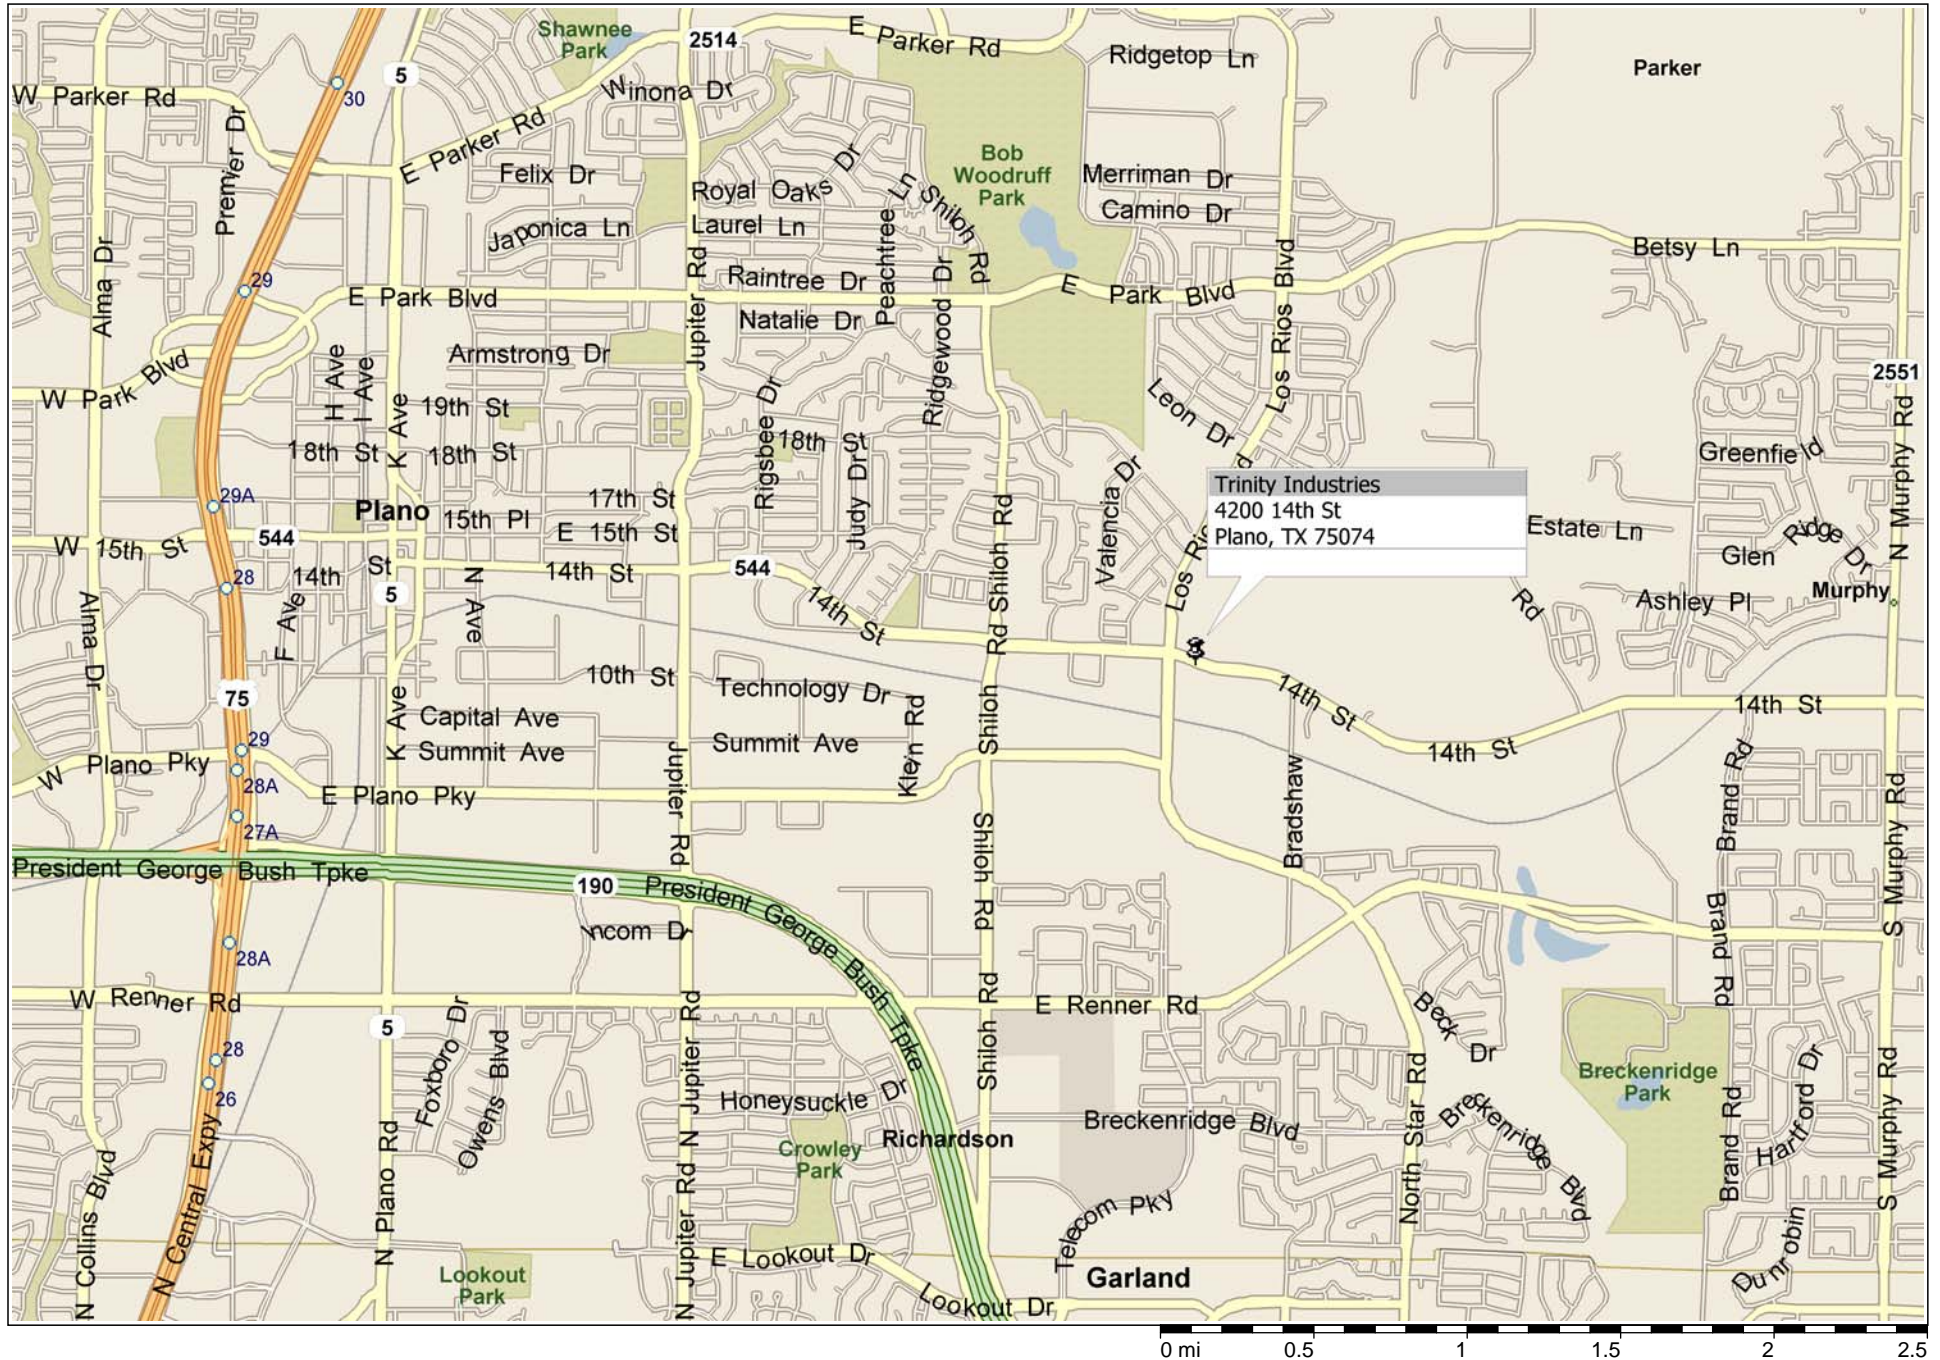 Shawnee
Park
2514
E Parker Rd
Ridgetop Ln
Parker
5
W Parker Rd
30
Winona Dr
Premier Dr
E Parker Rd
Felix Dr
Royal Oaks Dr
Bob
Woodruff
Park
Merriman Dr
Camino Dr
Japonica Ln
Laurel Ln
Peachtree Ln
Shiloh Rd
Alma Dr
Jupiter Rd
Los Rios Blvd
Betsy Ln
29
E Park Blvd
Raintree Dr
Ridgewood Dr
E Park Blvd
Natalie Dr
Armstrong Dr
W Park Blvd
H Ave
I Ave
K Ave
19th St
Rigsbee Dr
Leon Dr
2551
18th St
18th St
18th St
Judy Dr
Greenfield
N Murphy Rd
29A
Plano
17th St
15th Pl
E 15th St
Shiloh Rd
Valencia Dr
Trinity Industries
4200 14th St
Plano, TX 75074
Estate Ln
Glen Ridge Dr
W 15th St
544
28
14th St
14th St
544
14th St
5
N Ave
F Ave
Los Rios Blvd
Rd
Ashley Pl
Murphy
Alma Dr
Rd
10th St
Technology Dr
75
14th St
14th St
14th St
Capital Ave
Summit Ave
Summit Ave
K Ave
Klein Rd
Shiloh
29
W Plano Pky
28A
E Plano Pky
Jupiter Rd
27A
Shiloh Rd
Bradshaw
Brand Rd
S Murphy Rd
President George Bush Tpke
190
President George Bush Tpke
Brand Rd
28A
W Renner Rd
E Renner Rd
5
Foxboro Dr
Owens Blvd
N Jupiter Rd
Shiloh Rd
Beck Dr
28
26
Honeysuckle Dr
Richardson
Crowley
Park
Breckenridge Blvd
North Star Rd
Breckenridge Blvd
Breckenridge
Park
Brand Rd
Hartford Dr
S Murphy Rd
N Collins Blvd
N Central Expy
N Plano Rd
N Jupiter Rd
E Lookout Dr
Lookout Dr
Lookout
Park
Telecom Pky
Garland
Dunrobin
0 mi 0.5 1 1.5 2 2.5